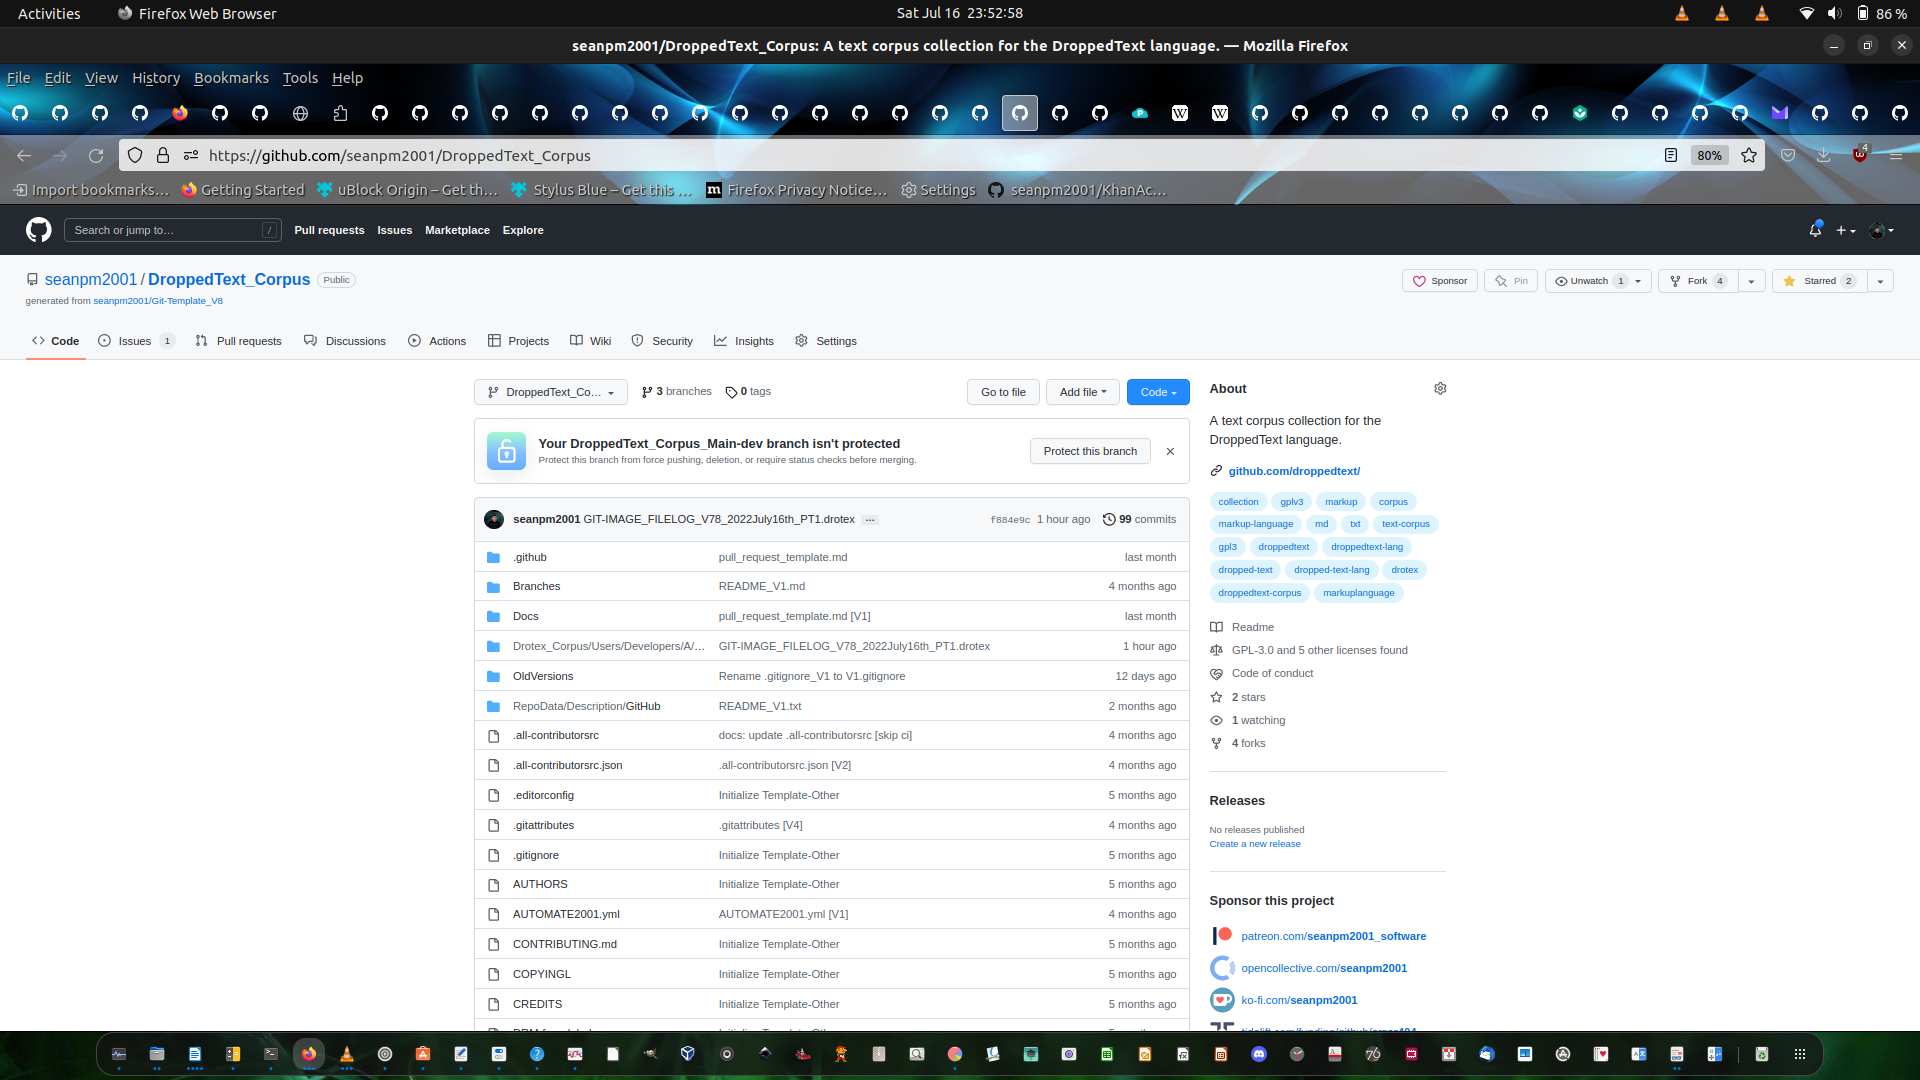 Activities
Firefox Web Browser
Sat Jul 16 23:52:58
86 %
seanpm2001/DroppedText_Corpus: A text corpus collection for the DroppedText language. — Mozilla Firefox
File Edit View History Bookmarks Tools Help
https://github.com/seanpm2001/DroppedText_Corpus
80%
4
Import bookmarks…
Getting Started
uBlock Origin – Get th…
Stylus Blue – Get this …
Firefox Privacy Notice…
Settings
seanpm2001/KhanAc…
Search or jump to…
/
Pull requests Issues Marketplace Explore
seanpm2001 / DroppedText_Corpus Public
generated from seanpm2001/Git-Template_V8
Sponsor
Pin
Unwatch 1
Fork 4
Starred 2
Code
Issues 1
Pull requests
Discussions
Actions
Projects
Wiki
Security
Insights
Settings
DroppedText_Co…
3 branches
0 tags
Go to file
Add file
Code
Your DroppedText_Corpus_Main-dev branch isn't protected
Protect this branch from force pushing, deletion, or require status checks before merging.
Protect this branch
seanpm2001 GIT-IMAGE_FILELOG_V78_2022July16th_PT1.drotex … f884e9c 1 hour ago 99 commits
.github pull_request_template.md last month
Branches README_V1.md 4 months ago
Docs pull_request_template.md [V1] last month
Drotex_Corpus/Users/Developers/A/… GIT-IMAGE_FILELOG_V78_2022July16th_PT1.drotex 1 hour ago
OldVersions Rename .gitignore_V1 to V1.gitignore 12 days ago
RepoData/Description/GitHub README_V1.txt 2 months ago
.all-contributorsrc docs: update .all-contributorsrc [skip ci] 4 months ago
.all-contributorsrc.json .all-contributorsrc.json [V2] 4 months ago
.editorconfig Initialize Template-Other 5 months ago
.gitattributes .gitattributes [V4] 4 months ago
.gitignore Initialize Template-Other 5 months ago
AUTHORS Initialize Template-Other 5 months ago
AUTOMATE2001.yml AUTOMATE2001.yml [V1] 4 months ago
CONTRIBUTING.md Initialize Template-Other 5 months ago
COPYINGL Initialize Template-Other 5 months ago
CREDITS Initialize Template-Other 5 months ago
About
A text corpus collection for the
DroppedText language.
github.com/droppedtext/
collection gplv3 markup corpus
markup-language md txt text-corpus
gpl3 droppedtext droppedtext-lang
dropped-text dropped-text-lang drotex
droppedtext-corpus markuplanguage
Readme
GPL-3.0 and 5 other licenses found
Code of conduct
2 stars
1 watching
4 forks
Releases
No releases published
Create a new release
Sponsor this project
patreon.com/seanpm2001_software
opencollective.com/seanpm2001
ko-fi.com/seanpm2001